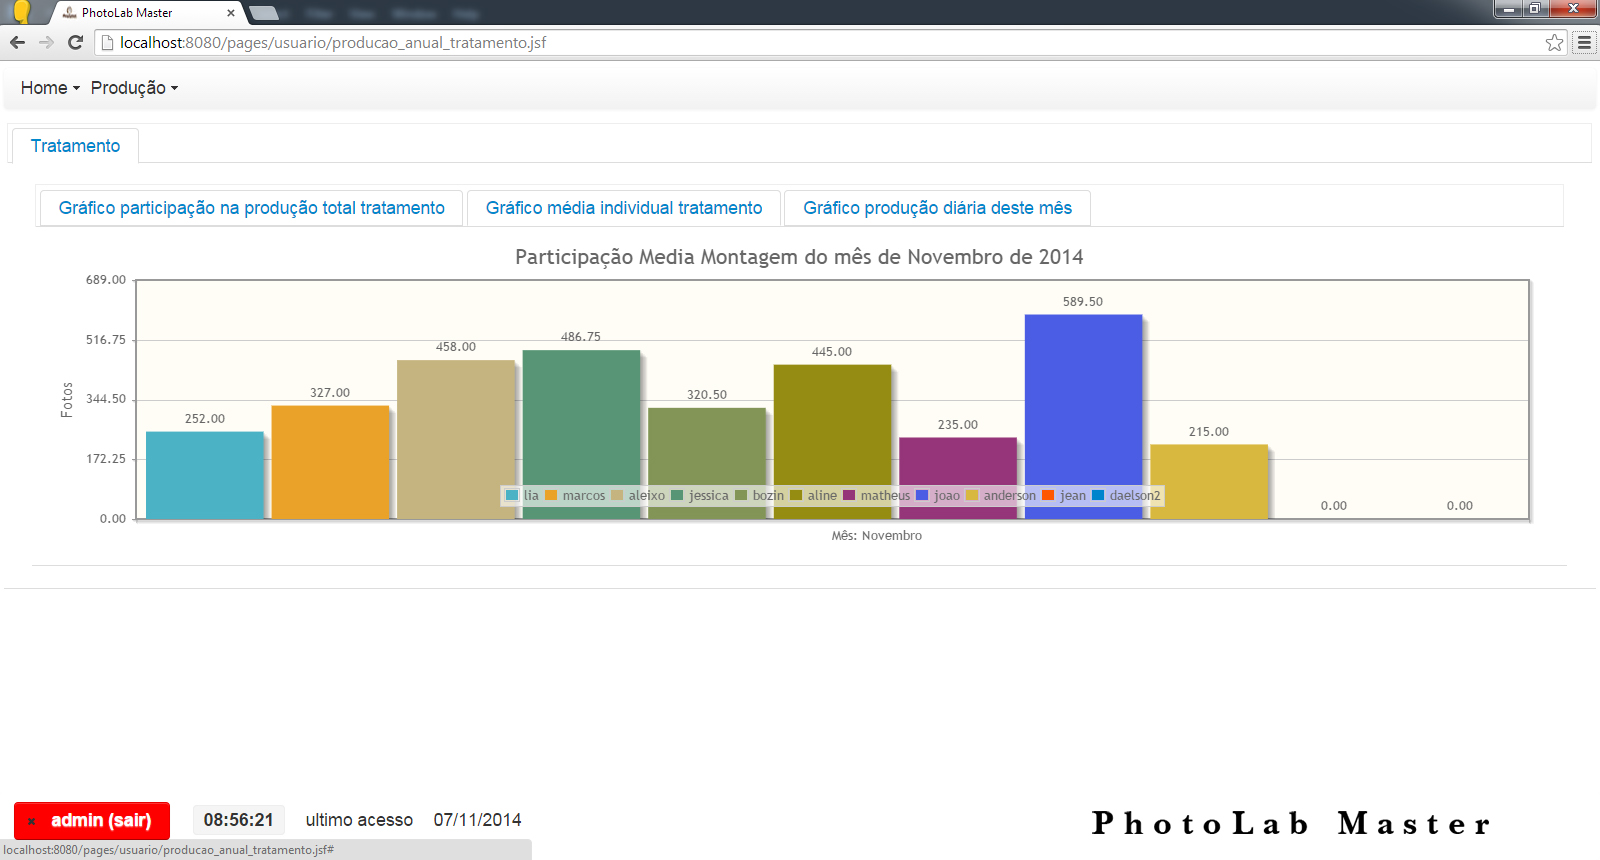 PhotoLab Master
localhost:8080/pages/usuario/producao_anual_tratamento.jsf
Home Produção
Tratamento
Gráfico participação na produção total tratamento Gráfico média individual tratamento Gráfico produção diária deste mês
Participação Media Montagem do mês de Novembro de 2014
689.00
516.75
344.50
172.25
0.00
Fotos
252.00 327.00 458.00 486.75 320.50 445.00 235.00 589.50 215.00 0.00 0.00
lia marcos aleixo jessica bozin aline matheus joao anderson jean daelson2
Mês: Novembro
× admin (sair) 08:56:21 ultimo acesso 07/11/2014
PhotoLab Master
localhost:8080/pages/usuario/producao_anual_tratamento.jsf#